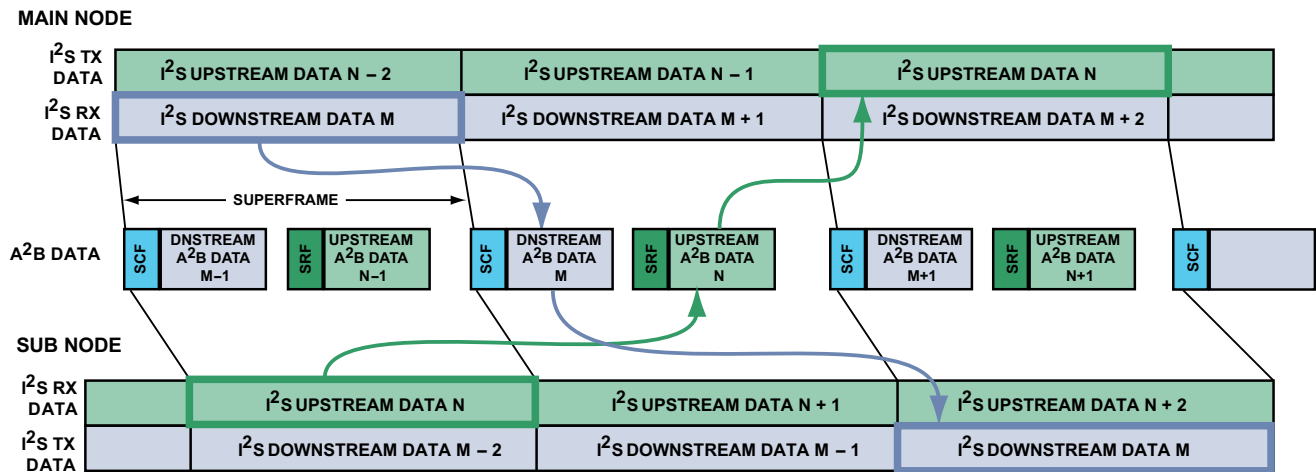 MAIN NODE
I²S TX
DATA
I²S UPSTREAM DATA N – 2
I²S UPSTREAM DATA N – 1
I²S UPSTREAM DATA N
I²S RX
DATA
I²S DOWNSTREAM DATA M
I²S DOWNSTREAM DATA M + 1
I²S DOWNSTREAM DATA M + 2
SUPERFRAME
A²B DATA
SCF
DNSTREAM
A²B DATA
M–1
SRF
UPSTREAM
A²B DATA
N–1
SCF
DNSTREAM
A²B DATA
M
SRF
UPSTREAM
A²B DATA
N
SCF
DNSTREAM
A²B DATA
M+1
SRF
UPSTREAM
A²B DATA
N+1
SCF
SUB NODE
I²S RX
DATA
I²S UPSTREAM DATA N
I²S UPSTREAM DATA N + 1
I²S UPSTREAM DATA N + 2
I²S TX
DATA
I²S DOWNSTREAM DATA M – 2
I²S DOWNSTREAM DATA M – 1
I²S DOWNSTREAM DATA M